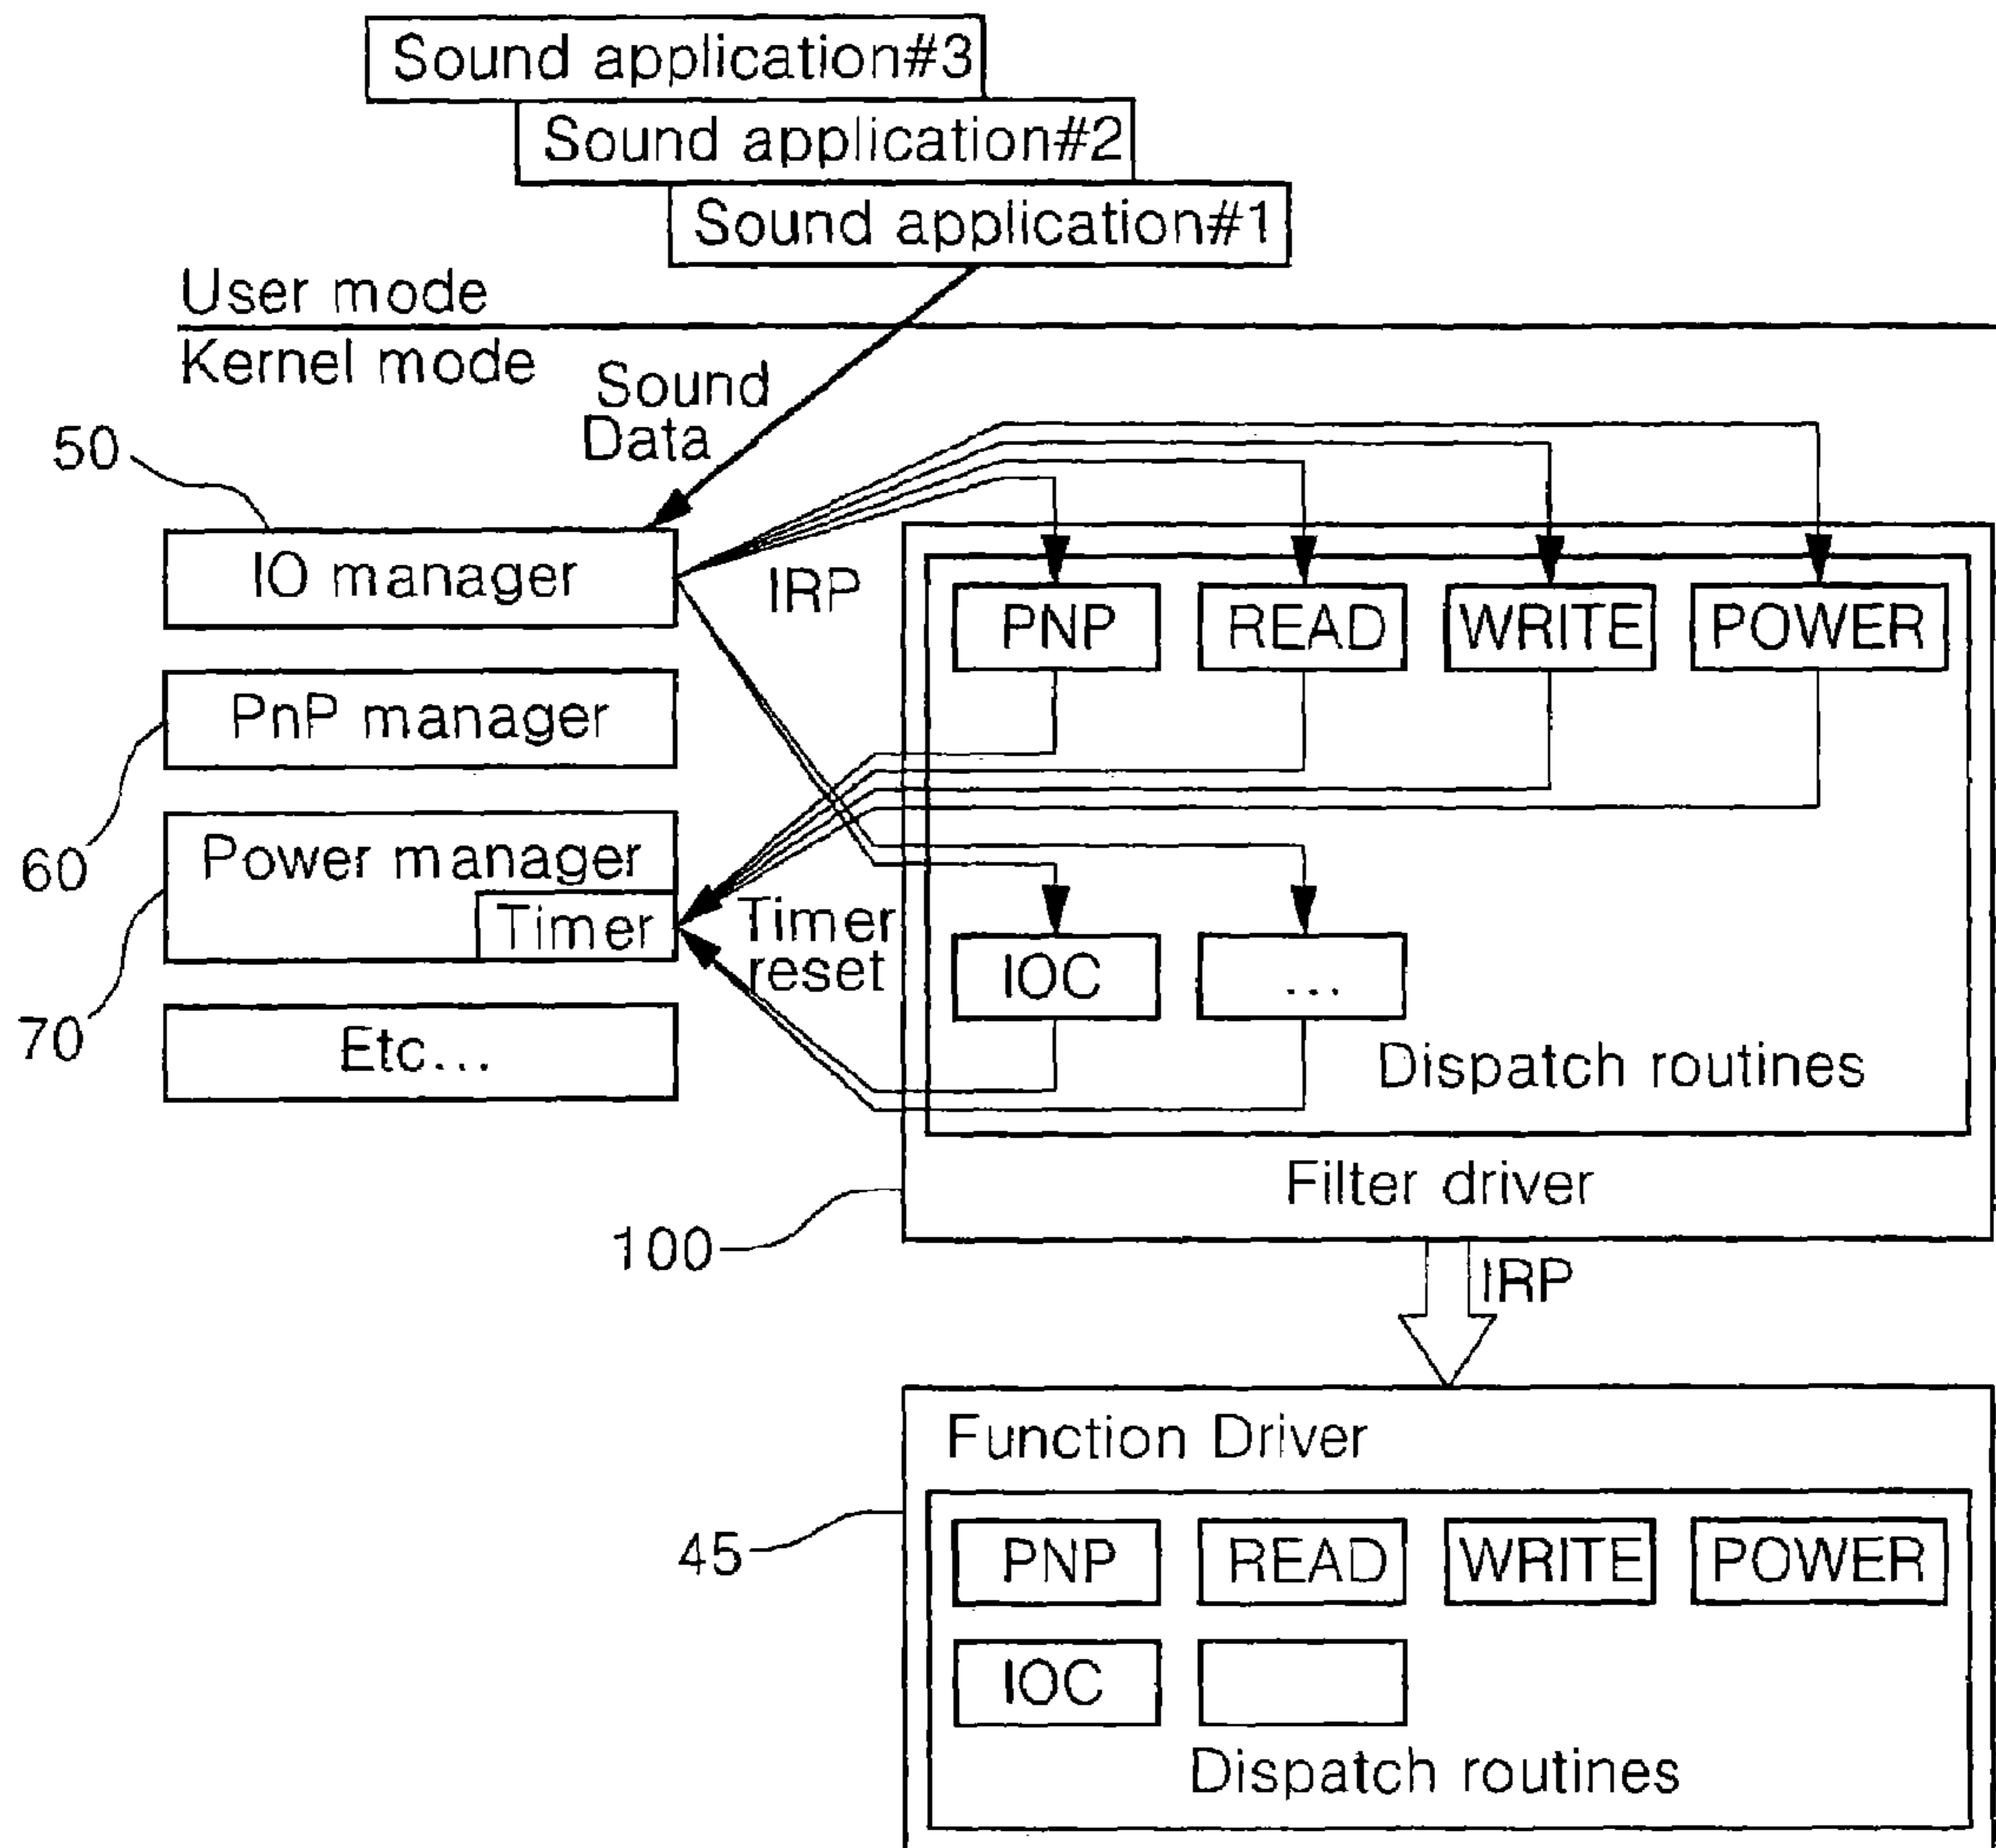 Sound application#3
Sound application#2
Sound application#1
User mode
Kernel mode
Sound
Data
50
IO manager
IRP
PNP
READ
WRITE
POWER
PnP manager
60
Power manager
Timer
Timer
reset
70
IOC
...
Etc...
Dispatch routines
Filter driver
100
IRP
Function Driver
45
PNP
READ
WRITE
POWER
IOC
Dispatch routines